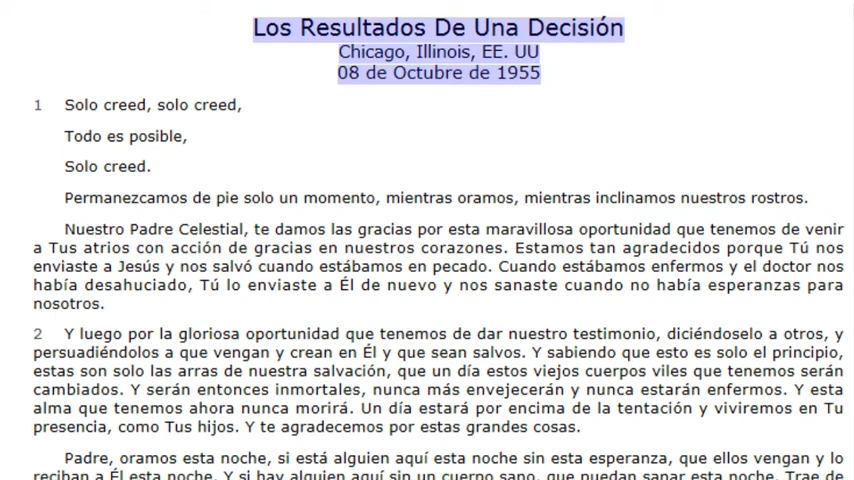 Los Resultados De Una Decisión
Chicago, Illinois, EE. UU
08 de Octubre de 1955
1 Solo creed, solo creed,
Todo es posible,
Solo creed.
Permanezcamos de pie solo un momento, mientras oramos, mientras inclinamos nuestros rostros.
Nuestro Padre Celestial, te damos las gracias por esta maravillosa oportunidad que tenemos de venir
a Tus atrios con acción de gracias en nuestros corazones. Estamos tan agradecidos porque Tú nos
enviaste a Jesús y nos salvó cuando estábamos en pecado. Cuando estábamos enfermos y el doctor nos
había desahuciado, Tú lo enviaste a Él de nuevo y nos sanaste cuando no había esperanzas para
nosotros.
2 Y luego por la gloriosa oportunidad que tenemos de dar nuestro testimonio, diciéndoselo a otros, y
persuadiéndolos a que vengan y crean en Él y que sean salvos. Y sabiendo que esto es solo el principio,
estas son solo las arras de nuestra salvación, que un día estos viejos cuerpos viles que tenemos serán
cambiados. Y serán entonces inmortales, nunca más envejecerán y nunca estarán enfermos. Y esta
alma que tenemos ahora nunca morirá. Un día estará por encima de la tentación y viviremos en Tu
presencia, como Tus hijos. Y te agradecemos por estas grandes cosas.
Padre, oramos esta noche, si está alguien aquí esta noche sin esta esperanza, que ellos vengan y lo
reciban a Él esta noche. Y si hay alguien aquí sin un cuerpo sano, que puedan sanar esta noche. Trae de